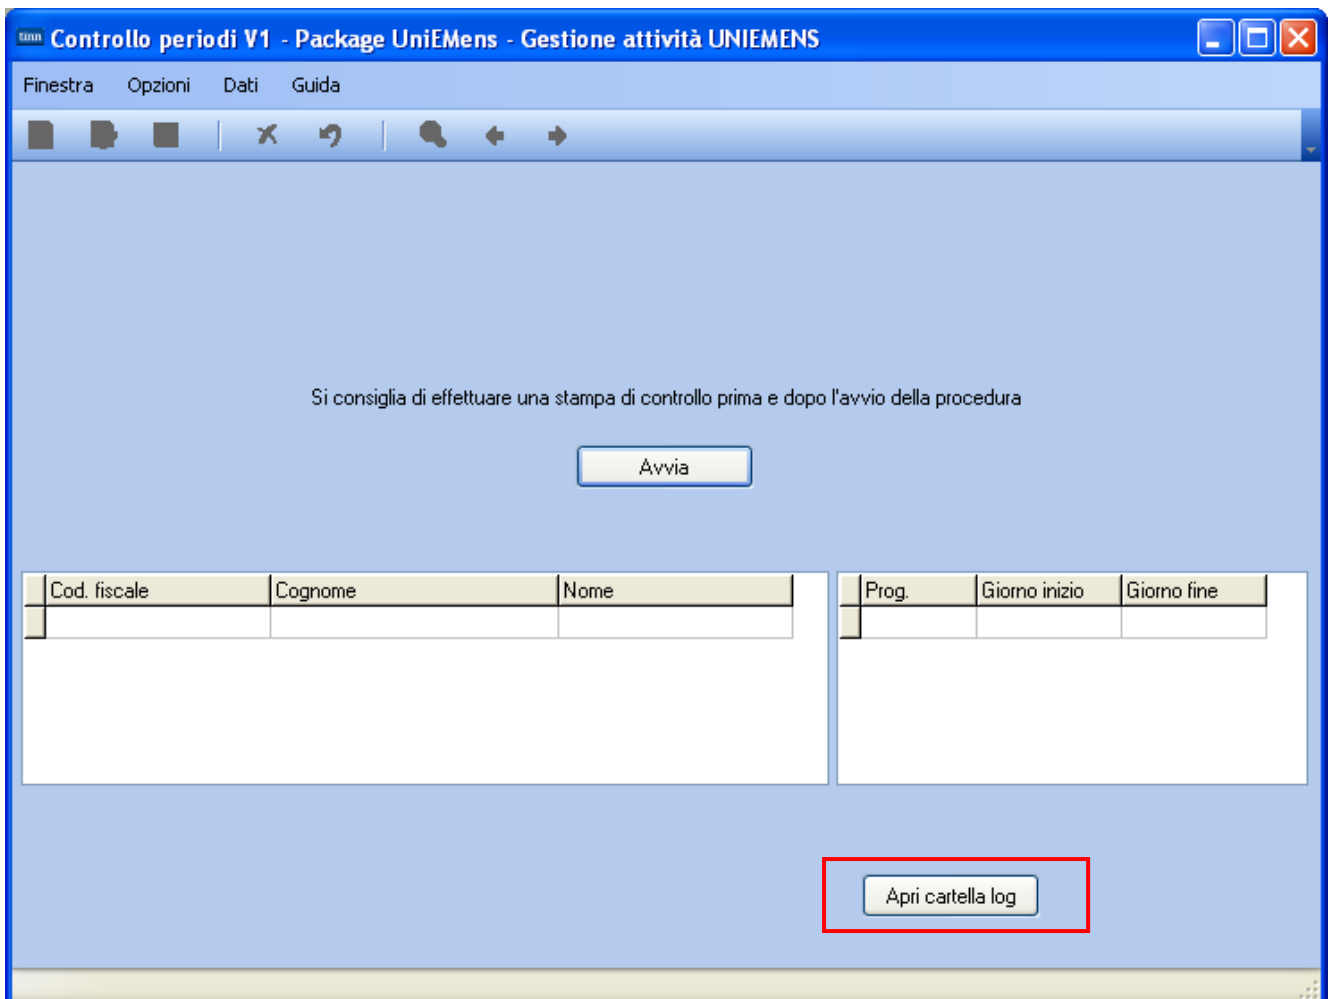 tinn Controllo periodi V1 - Package UniEMens - Gestione attività UNIEMENS
Finestra Opzioni Dati Guida
Si consiglia di effettuare una stampa di controllo prima e dopo l'avvio della procedura
Avvia
Cod. fiscale Cognome Nome Prog. Giorno inizio Giorno fine
Apri cartella log